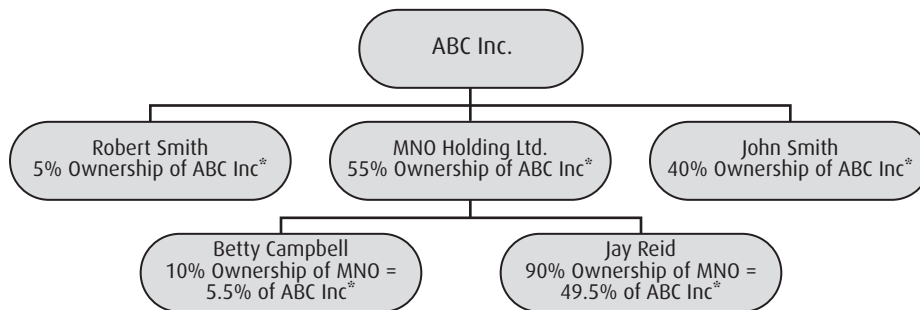 ABC Inc.
Robert Smith
5% Ownership of ABC Inc*
MNO Holding Ltd.
55% Ownership of ABC Inc*
John Smith
40% Ownership of ABC Inc*
Betty Campbell
10% Ownership of MNO =
5.5% of ABC Inc*
Jay Reid
90% Ownership of MNO =
49.5% of ABC Inc*